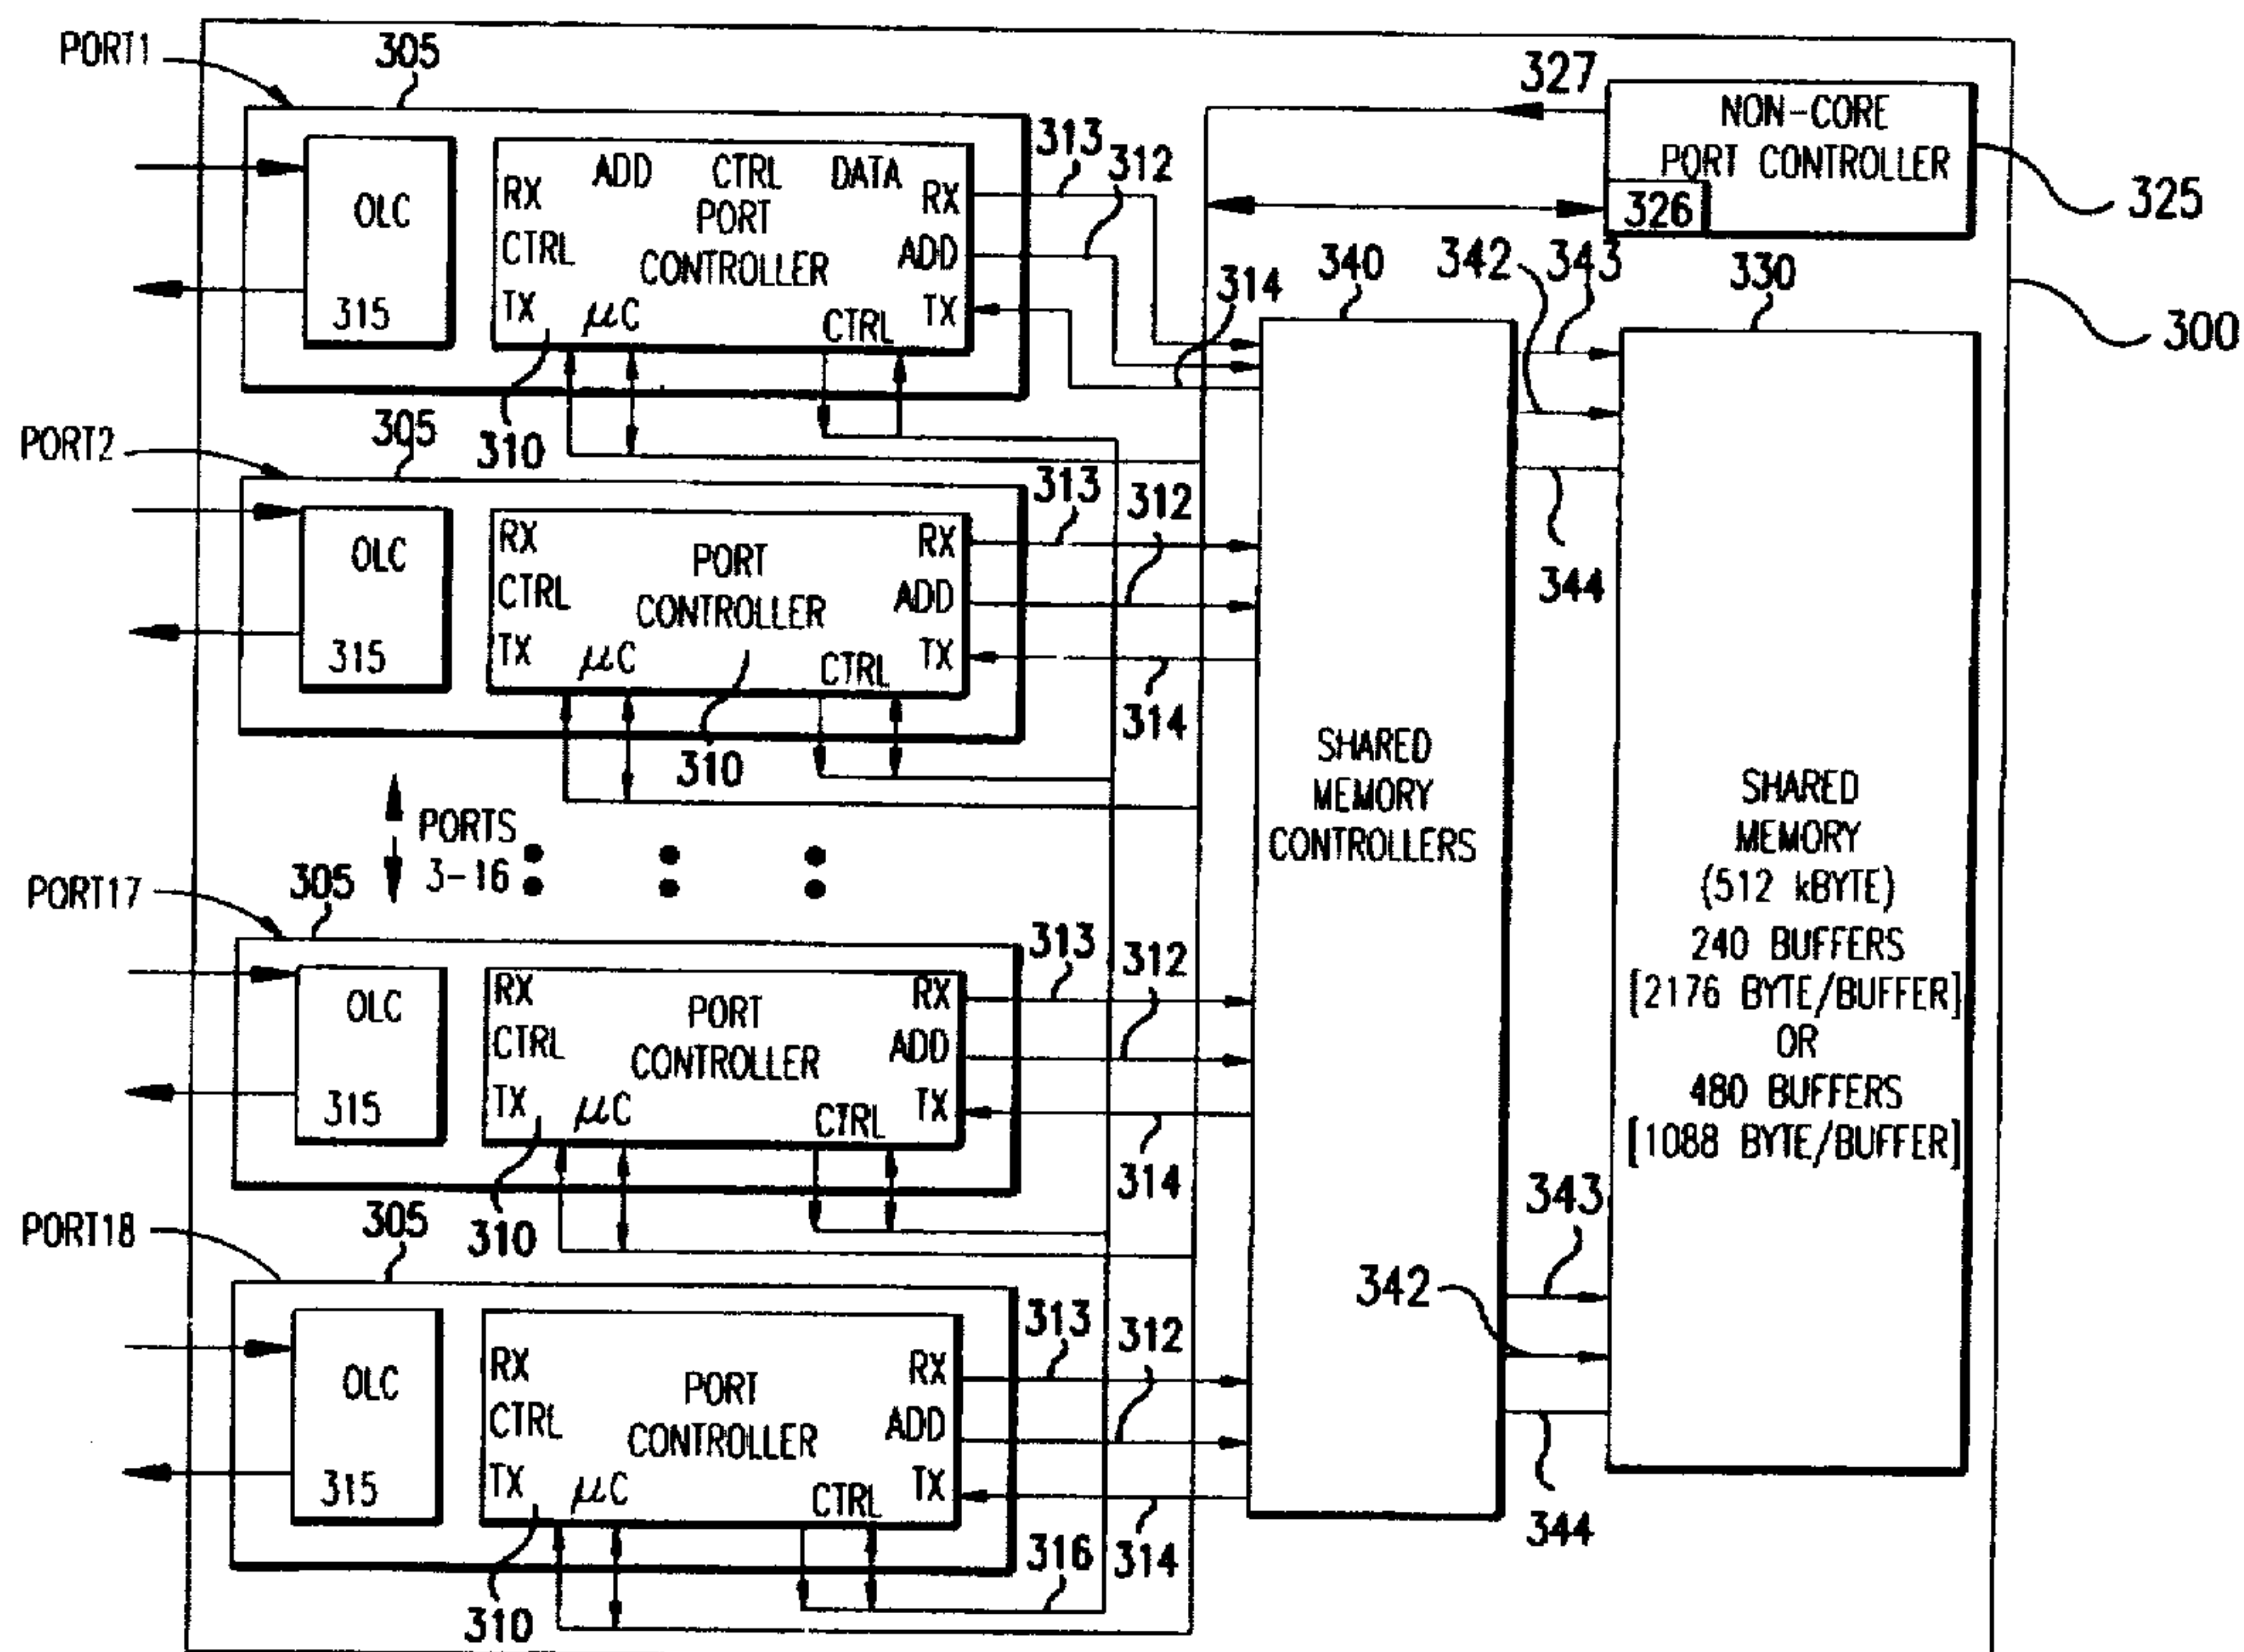 PORT1
305
OLC
315
ADD CTRL DATA
RX
CTRL
TX
PORT
CONTROLLER
RX
ADD
TX
μC
CTRL
310
313
312
314
327
NON-CORE
PORT CONTROLLER
326
325
300
340
342
343
330
344
PORT2
305
OLC
315
RX
CTRL
TX
PORT
CONTROLLER
RX
ADD
TX
μC
CTRL
310
313
312
314
SHARED
MEMORY
CONTROLLERS
SHARED
MEMORY
(512 kBYTE)
240 BUFFERS
[2176 BYTE/BUFFER]
OR
480 BUFFERS
[1088 BYTE/BUFFER]
PORTS
3-16
PORT17
305
OLC
315
RX
CTRL
TX
PORT
CONTROLLER
RX
ADD
TX
μC
CTRL
310
313
312
314
343
342
344
PORT18
305
OLC
315
RX
CTRL
TX
PORT
CONTROLLER
RX
ADD
TX
μC
CTRL
310
313
312
316
314